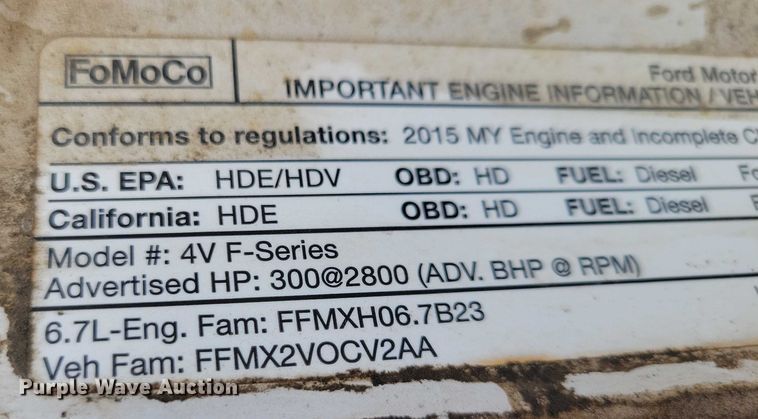 FoMoCo
Ford Motor
IMPORTANT ENGINE INFORMATION / VEH
Conforms to regulations: 2015 MY Engine and Incomplete C
U.S. EPA: HDE/HDV OBD: HD FUEL: Diesel Fo
California: HDE OBD: HD FUEL: Diesel F
Model #: 4V F-Series
Advertised HP: 300@2800 (ADV. BHP @ RPM)
6.7L-Eng. Fam: FFMXH06.7B23
Veh Fam: FFMX2VOCV2AA
Purple Wave Auction